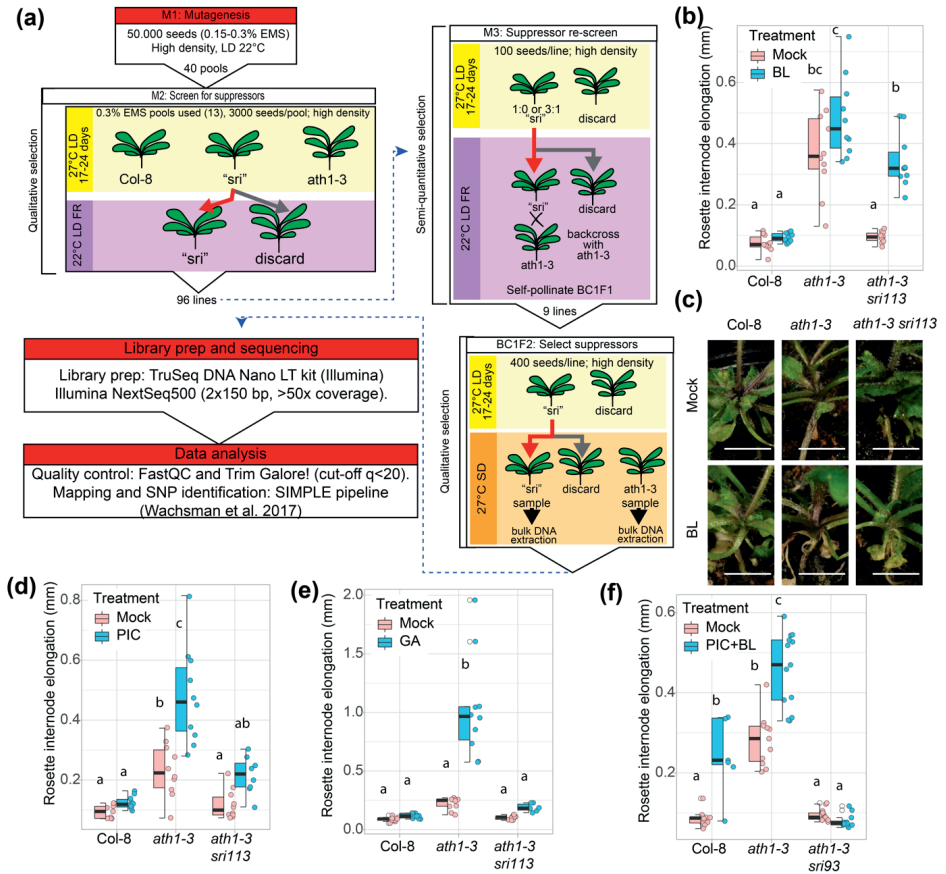 (a)
M1: Mutagenesis
50.000 seeds (0.15-0.3% EMS)
High density, LD 22°C
40 pools
M2: Screen for suppressors
0.3% EMS pools used (13), 3000 seeds/pool; high density
Qualitative selection
27°C LD
17-24 days
Col-8
"sri"
ath1-3
22°C LD FR
"sri"
discard
96 lines
M3: Suppressor re-screen
100 seeds/line; high density
Semi-quantitative selection
27°C LD
17-24 days
1:0 or 3:1
"sri"
discard
22°C LD FR
"sri"
discard
ath1-3
backcross
with
ath1-3
Self-pollinate BC1F1
9 lines
BC1F2: Select suppressors
400 seeds/line; high density
Qualitative selection
27°C LD
17-24 days
"sri"
discard
27°C SD
"sri"
sample
discard
ath1-3
sample
bulk DNA
extraction
bulk DNA
extraction
Library prep and sequencing
Library prep: TruSeq DNA Nano LT kit (Illumina)
Illumina NextSeq500 (2x150 bp, >50x coverage).
Data analysis
Quality control: FastQC and Trim Galore! (cut-off q<20).
Mapping and SNP identification: SIMPLE pipeline
(Wachsman et al. 2017)
(b)
Rosette internode elongation (mm)
Treatment
Mock
BL
0.6
0.4
0.2
0.0
a
a
bc
c
a
b
Col-8
ath1-3
ath1-3
sri113
(c)
Col-8
ath1-3
ath1-3 sri113
Mock
BL
(d)
Rosette internode elongation (mm)
Treatment
Mock
PIC
0.8
0.6
0.4
0.2
a
a
b
c
a
ab
Col-8
ath1-3
ath1-3
sri113
(e)
Rosette internode elongation (mm)
Treatment
Mock
GA
2.0
1.5
1.0
0.5
0.0
a
a
a
b
a
a
Col-8
ath1-3
ath1-3
sri113
(f)
Rosette internode elongation (mm)
Treatment
Mock
PIC+BL
0.6
0.4
0.2
a
b
b
c
a
a
Col-8
ath1-3
ath1-3
sri93